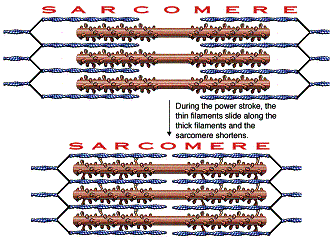 SARCOMERE
During the power stroke, the
thin filaments slide along the
thick filaments and the
sarcomere shortens.
SARCOMERE